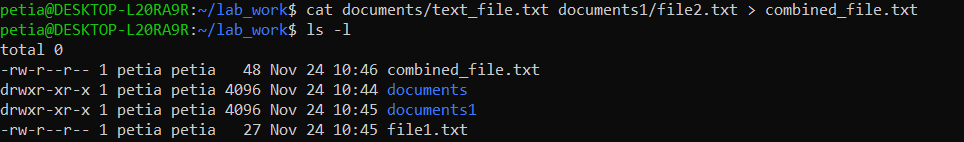 petia@DESKTOP-L20RA9R:~/lab_work$ cat documents/text_file.txt documents1/file2.txt > combined_file.txt
petia@DESKTOP-L20RA9R:~/lab_work$ ls -l
total 0
-rw-r--r-- 1 petia petia   48 Nov 24 10:46 combined_file.txt
drwxr-xr-x 1 petia petia 4096 Nov 24 10:44 documents
drwxr-xr-x 1 petia petia 4096 Nov 24 10:45 documents1
-rw-r--r-- 1 petia petia   27 Nov 24 10:45 file1.txt